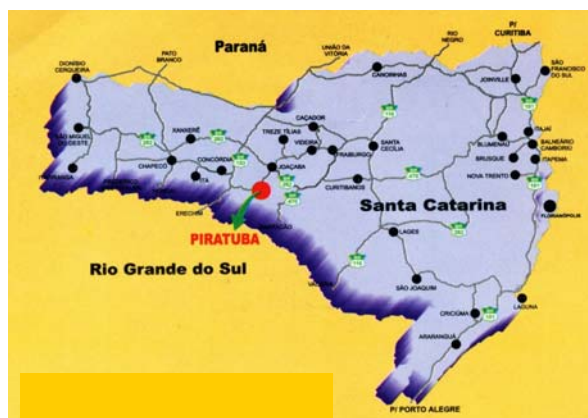 P/
CURITIBA
RIO
NEGRO
Paraná
UNIÃO DA
VITÓRIA
PATO
BRANCO
DIONÍSIO
CERQUEIRA
SÃO
FRANCISCO
DO SUL
CANOINHAS
JOINVILLE
CAÇADOR
SÃO MIGUEL
DO OESTE
XANXERÊ
TREZE TÍLIAS
VIDEIRA
SANTA
CECÍLIA
FRAIBURGO
BLUMENAU
ITAJAÍ
BALNEÁRIO
CAMBORIÚ
BRUSQUE
ITAPEMA
CHAPECÓ
CONCÓRDIA
JOAÇABA
NOVA TRENTO
ITÁ
CURITIBANOS
ERECHIM
Santa Catarina
FLORIANÓPOLIS
PIRATUBA
LAGES
Rio Grande do Sul
SÃO JOAQUIM
LAGUNA
CRICIÚMA
ARARANGUÁ
P/ PORTO ALEGRE